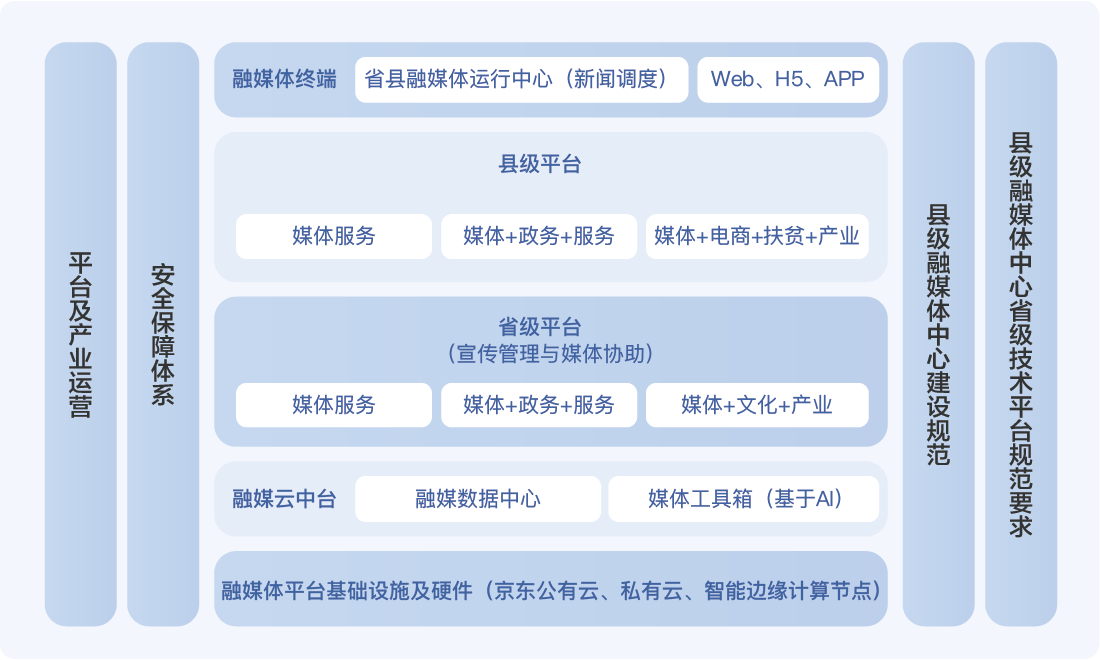 平台及产业运营
安全保障体系
融媒体终端
省县融媒体运行中心（新闻调度）
Web、H5、APP
县级平台
媒体服务
媒体+政务+服务
媒体+电商+扶贫+产业
省级平台
（宣传管理与媒体协助）
媒体服务
媒体+政务+服务
媒体+文化+产业
融媒云中台
融媒数据中心
媒体工具箱（基于AI）
融媒体平台基础设施及硬件（京东公有云、私有云、智能边缘计算节点）
县级融媒体中心建设规范
县级融媒体中心省级技术平台规范要求